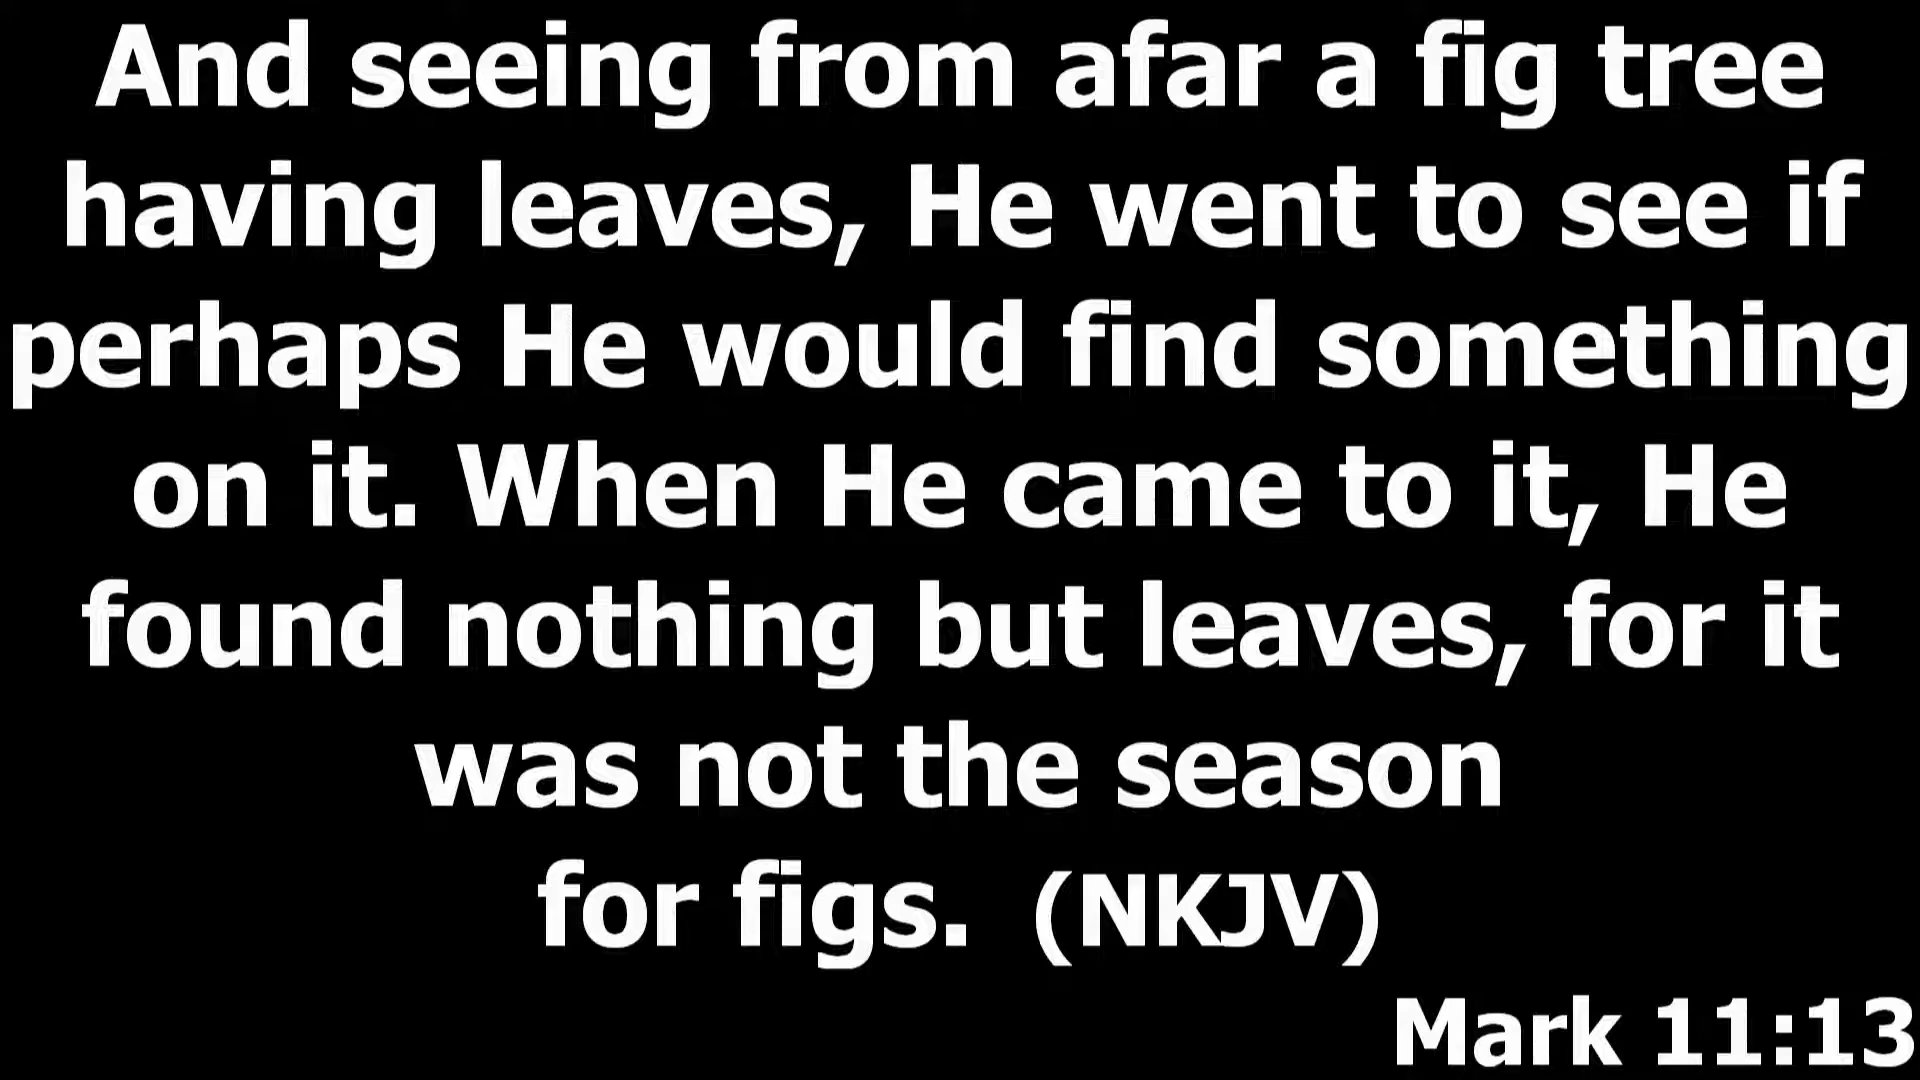 And seeing from afar a fig tree
having leaves, He went to see if
perhaps He would find something
on it. When He came to it, He
found nothing but leaves, for it
was not the season
for figs.  (NKJV)
Mark 11:13